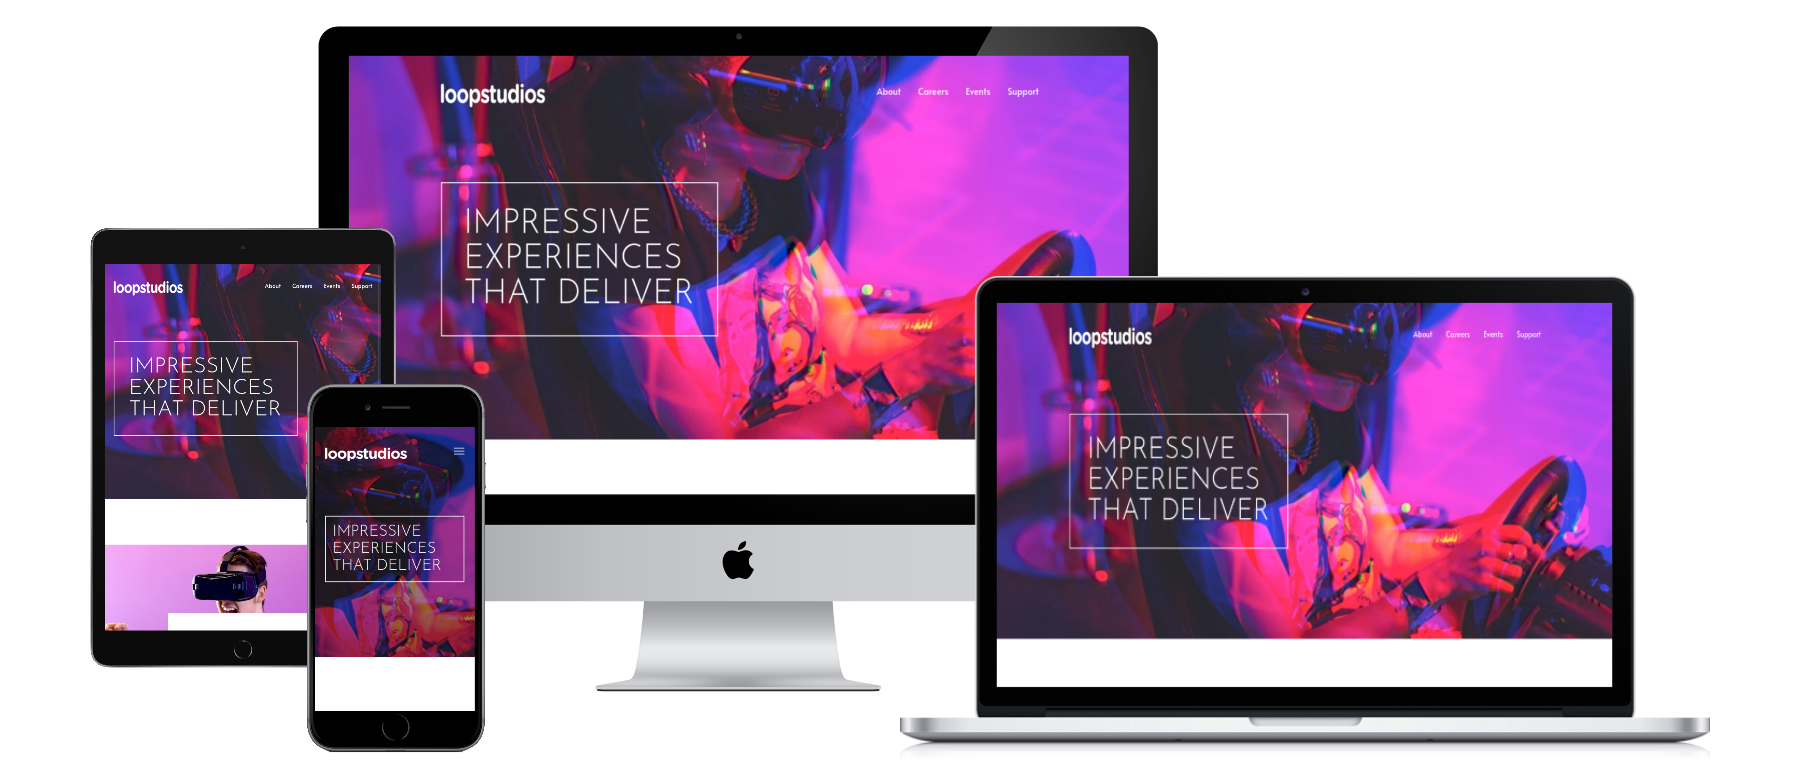 loopstudios
About Careers Events Support
IMPRESSIVE
EXPERIENCES
THAT DELIVER
loopstudios
About Careers Events Support
IMPRESSIVE
EXPERIENCES
THAT DELIVER
loopstudios
IMPRESSIVE
EXPERIENCES
THAT DELIVER
loopstudios
About Careers Events Support
IMPRESSIVE
EXPERIENCES
THAT DELIVER